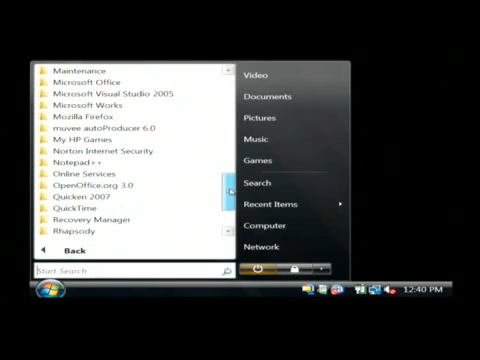 Maintenance
Microsoft Office
Microsoft Visual Studio 2005
Microsoft Works
Mozilla Firefox
muvee autoProducer 6.0
My HP Games
Norton Internet Security
Notepad++
Online Services
OpenOffice.org 3.0
Quicken 2007
QuickTime
Recovery Manager
Rhapsody
Back
Start Search
Video
Documents
Pictures
Music
Games
Search
Recent Items
Computer
Network
12:40 PM